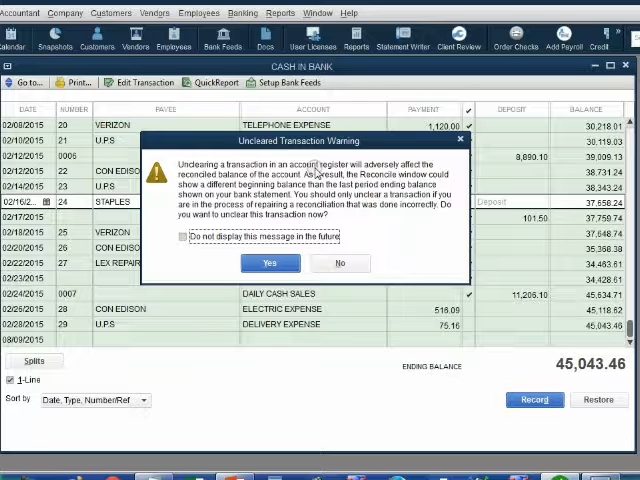 Accountant Company Customers Vendors Employees Banking Reports Window Help
Calendar Snapshots Customers Vendors Employees Bank Feeds Docs User Licenses Reports Statement Writer Client Review Order Checks Add Payroll Credit
CASH IN BANK
Go to... Print... Edit Transaction QuickReport Setup Bank Feeds
DATE NUMBER PAYEE ACCOUNT PAYMENT ✓ DEPOSIT BALANCE
02/08/2015 20 VERIZON TELEPHONE EXPENSE 1,120.00 ✓ 30,218.01
02/10/2015 21 U.P.S 30,119.43
02/12/2015 0006 8,890.10 39,009.13
02/12/2015 22 CON EDISO 38,731.24
02/14/2015 23 U.P.S 38,633.24
02/16/2... 24 STAPLES Deposit 37,658.24
02/17/2015 101.50 37,759.74
02/18/2015 25 VERIZON 37,648.74
02/20/2015 26 CON EDISO 35,368.38
02/22/2015 27 LEX REPAIR 34,463.28
02/23/2015 34,428.61
02/24/2015 0007 DAILY CASH SALES ✓ 11,206.10 45,634.71
02/28/2015 28 CON EDISON ELECTRIC EXPENSE 516.09 45,118.62
02/28/2015 29 U.P.S DELIVERY EXPENSE 75.16 45,043.46
08/09/2015
Uncleared Transaction Warning
Unclearing a transaction in an account register will adversely affect the
reconciled balance of the account. As a result, the Reconcile window could
show a different beginning balance than the last period ending balance
shown on your bank statement. You should only unclear a transaction if you
are in the process of repairing a reconciliation that was done incorrectly. Do
you want to unclear this transaction now?
Do not display this message in the future
Yes No
Splits
ENDING BALANCE 45,043.46
1-Line
Sort by Date, Type, Number/Ref
Record Restore